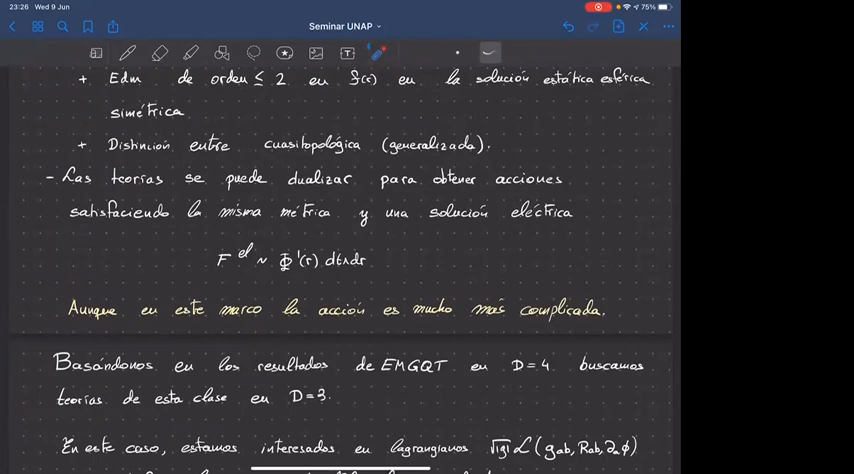 23:26 Wed 9 Jun
75%
Seminar UNAP
+ Edm de orden ≤ 2 en f(r) en la solución estática esférica
simétrica
+ Distinción entre cuasitopológica (generalizada).
- Las teorías se puede dualizar para obtener acciones
satisfaciendo la misma métrica y una solución eléctrica
F^el ~ Φ'(r) dt∧dr
Aunque en este marco la acción es mucho más complicada.
Basándonos en los resultados de EMGQT en D=4 buscamos
teorías de esta clase en D=3.
En este caso, estamos interesados en lagrangianos √|g| ℒ(gab, Rab, ∂aϕ)